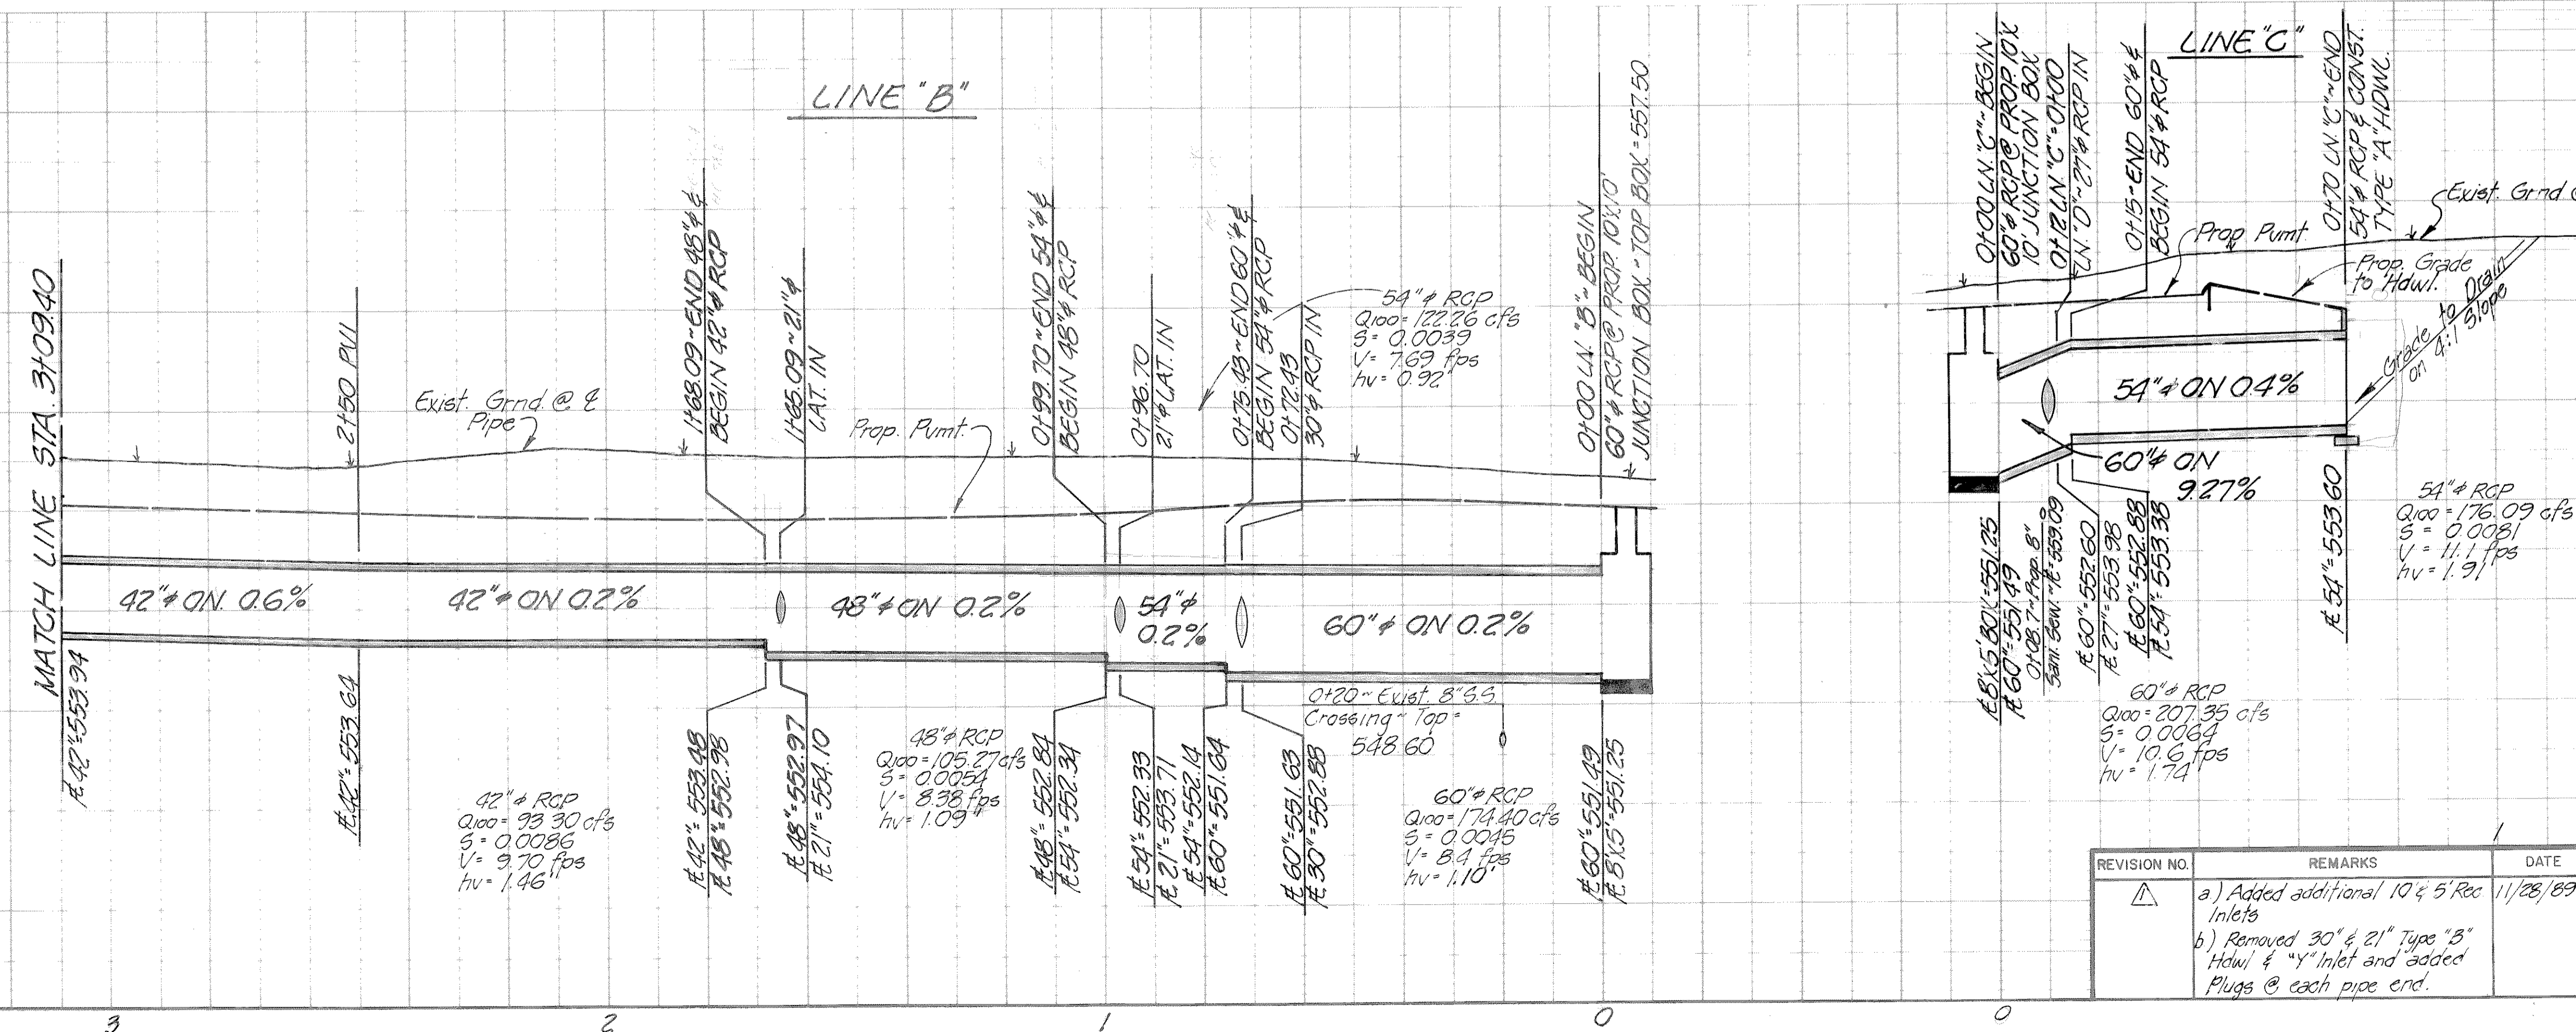 LINE "B"
MATCH LINE STA. 3+09.40
2+50 PVI
Exist. Grnd @ ℄
Pipe
1+68.09~END 48"ϕ &
BEGIN 42"ϕ RCP
1+65.09~21"ϕ
LAT. IN
Prop. Pvmt.
0+99.70~END 54"ϕ &
BEGIN 48"ϕ RCP
0+96.70
21"ϕ LAT. IN
0+75.43~END 60"ϕ &
BEGIN 54"ϕ RCP
0+72.43
30"ϕ RCP IN
54"ϕ RCP
Q100= 122.26 cfs
S= 0.0039
V= 7.69 fps
hv= 0.92'
0+00 LN. "B"~BEGIN
60"ϕ RCP @ PROP. 10'X10'
JUNCTION BOX~TOP BOX=557.50
42"ϕ ON 0.6%
42"ϕ ON 0.2%
48"ϕ ON 0.2%
54"ϕ
0.2%
60"ϕ ON 0.2%
℄ 42"=553.94
℄ 42"=553.64
42"ϕ RCP
Q100= 93.30 cfs
S= 0.0086
V= 9.70 fps
hv= 1.46'
℄ 42"=553.48
℄ 48"=552.98
℄ 48"=552.97
℄ 21"=554.10
48"ϕ RCP
Q100=105.27cfs
S= 0.0054
V= 8.38 fps
hv= 1.09'
℄ 48"=552.84
℄ 54"=552.34
℄ 54"=552.33
℄ 21"=553.71
℄ 54"=552.14
℄ 60"=551.64
℄ 60"=551.63
℄ 30"=552.88
0+20~Exist. 8" S.S.
Crossing~Top=
548.60
60"ϕ RCP
Q100=174.40cfs
S= 0.0045
V= 8.4 fps
hv= 1.10'
℄ 60"=551.49
℄ 8'X5'=551.25
3 2 1 0
LINE "C"
0+00 LN. "C"~BEGIN
60"ϕ RCP @ PROP. 10'X
10' JUNCTION BOX
0+12 LN. "C"=0+00
LN. "D"~27"ϕ RCP IN
0+15~END 60"ϕ &
BEGIN 54"ϕ RCP
0+70 LN. "C"~END
54"ϕ RCP & CONST.
TYPE "A" HDWL.
Exist. Grnd
Prop Pvmt.
Prop. Grade
to Hdwl.
Grade to Drain
on 4:1 Slope
54"ϕ ON 0.4%
60"ϕ ON
9.27%
℄ 8'X5' BOX=551.25
℄ 60"=551.49
0+08.7~Prop. 8"
Sani. Sew.~℄=559.09
℄ 60"=552.60
℄ 27"=553.98
℄ 60"=552.88
℄ 54"=553.38
℄ 54"=553.60
54"ϕ RCP
Q100=176.09 cfs
S = 0.0081
V = 11.1 fps
hv= 1.91'
60"ϕ RCP
Q100=207.35 cfs
S= 0.0064
V= 10.6 fps
hv= 1.74'
0
REVISION NO. REMARKS DATE
1 a.) Added additional 10' & 5' Rec 11/28/89
Inlets
b.) Removed 30" & 21" Type "B"
Hdwl & "Y" Inlet and added
Plugs @ each pipe end.